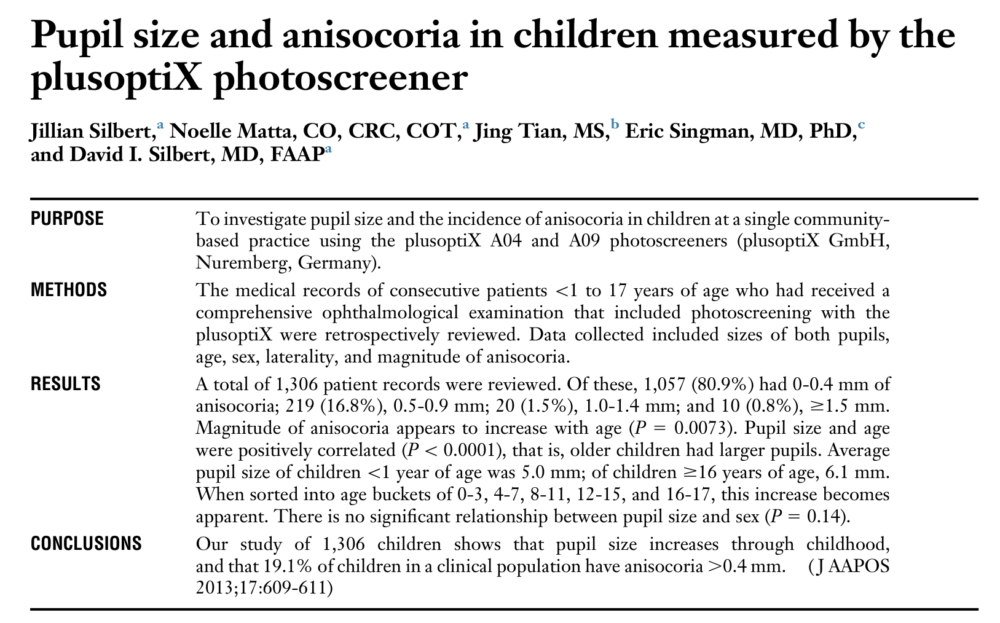 Pupil size and anisocoria in children measured by the
plusoptiX photoscreener
Jillian Silbert,a Noelle Matta, CO, CRC, COT,a Jing Tian, MS,b Eric Singman, MD, PhD,c
and David I. Silbert, MD, FAAPa
PURPOSE To investigate pupil size and the incidence of anisocoria in children at a single community-
based practice using the plusoptiX A04 and A09 photoscreeners (plusoptiX GmbH,
Nuremberg, Germany).
METHODS The medical records of consecutive patients <1 to 17 years of age who had received a
comprehensive ophthalmological examination that included photoscreening with the
plusoptiX were retrospectively reviewed. Data collected included sizes of both pupils,
age, sex, laterality, and magnitude of anisocoria.
RESULTS A total of 1,306 patient records were reviewed. Of these, 1,057 (80.9%) had 0-0.4 mm of
anisocoria; 219 (16.8%), 0.5-0.9 mm; 20 (1.5%), 1.0-1.4 mm; and 10 (0.8%), ≥1.5 mm.
Magnitude of anisocoria appears to increase with age (P = 0.0073). Pupil size and age
were positively correlated (P < 0.0001), that is, older children had larger pupils. Average
pupil size of children <1 year of age was 5.0 mm; of children ≥16 years of age, 6.1 mm.
When sorted into age buckets of 0-3, 4-7, 8-11, 12-15, and 16-17, this increase becomes
apparent. There is no significant relationship between pupil size and sex (P = 0.14).
CONCLUSIONS Our study of 1,306 children shows that pupil size increases through childhood,
and that 19.1% of children in a clinical population have anisocoria >0.4 mm. (J AAPOS
2013;17:609-611)